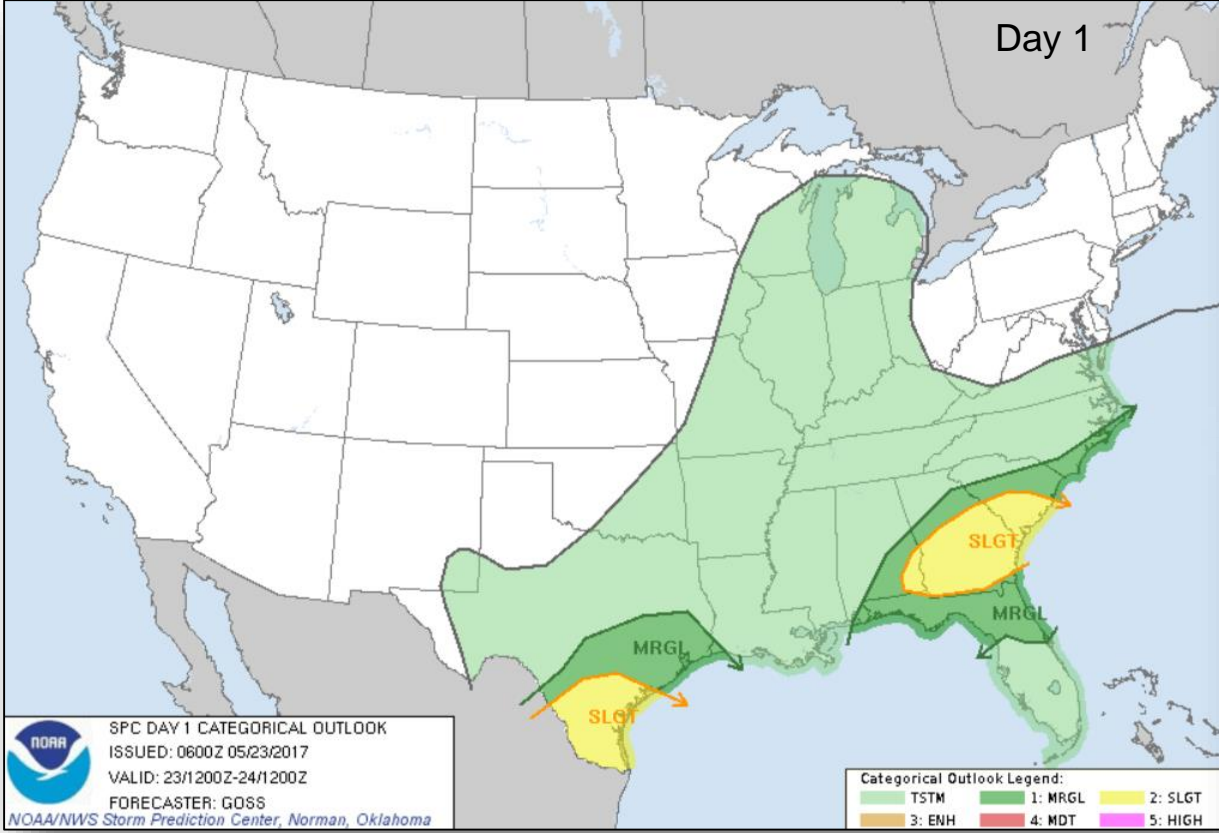 Day 1
SLGT
MRGL
MRGL
SLGT
NOAA
SPC DAY 1 CATEGORICAL OUTLOOK
ISSUED: 0600Z 05/23/2017
VALID: 23/1200Z-24/1200Z
FORECASTER: GOSS
NOAA/NWS Storm Prediction Center, Norman, Oklahoma
Categorical Outlook Legend:
TSTM 1: MRGL 2: SLGT
3: ENH 4: MDT 5: HIGH